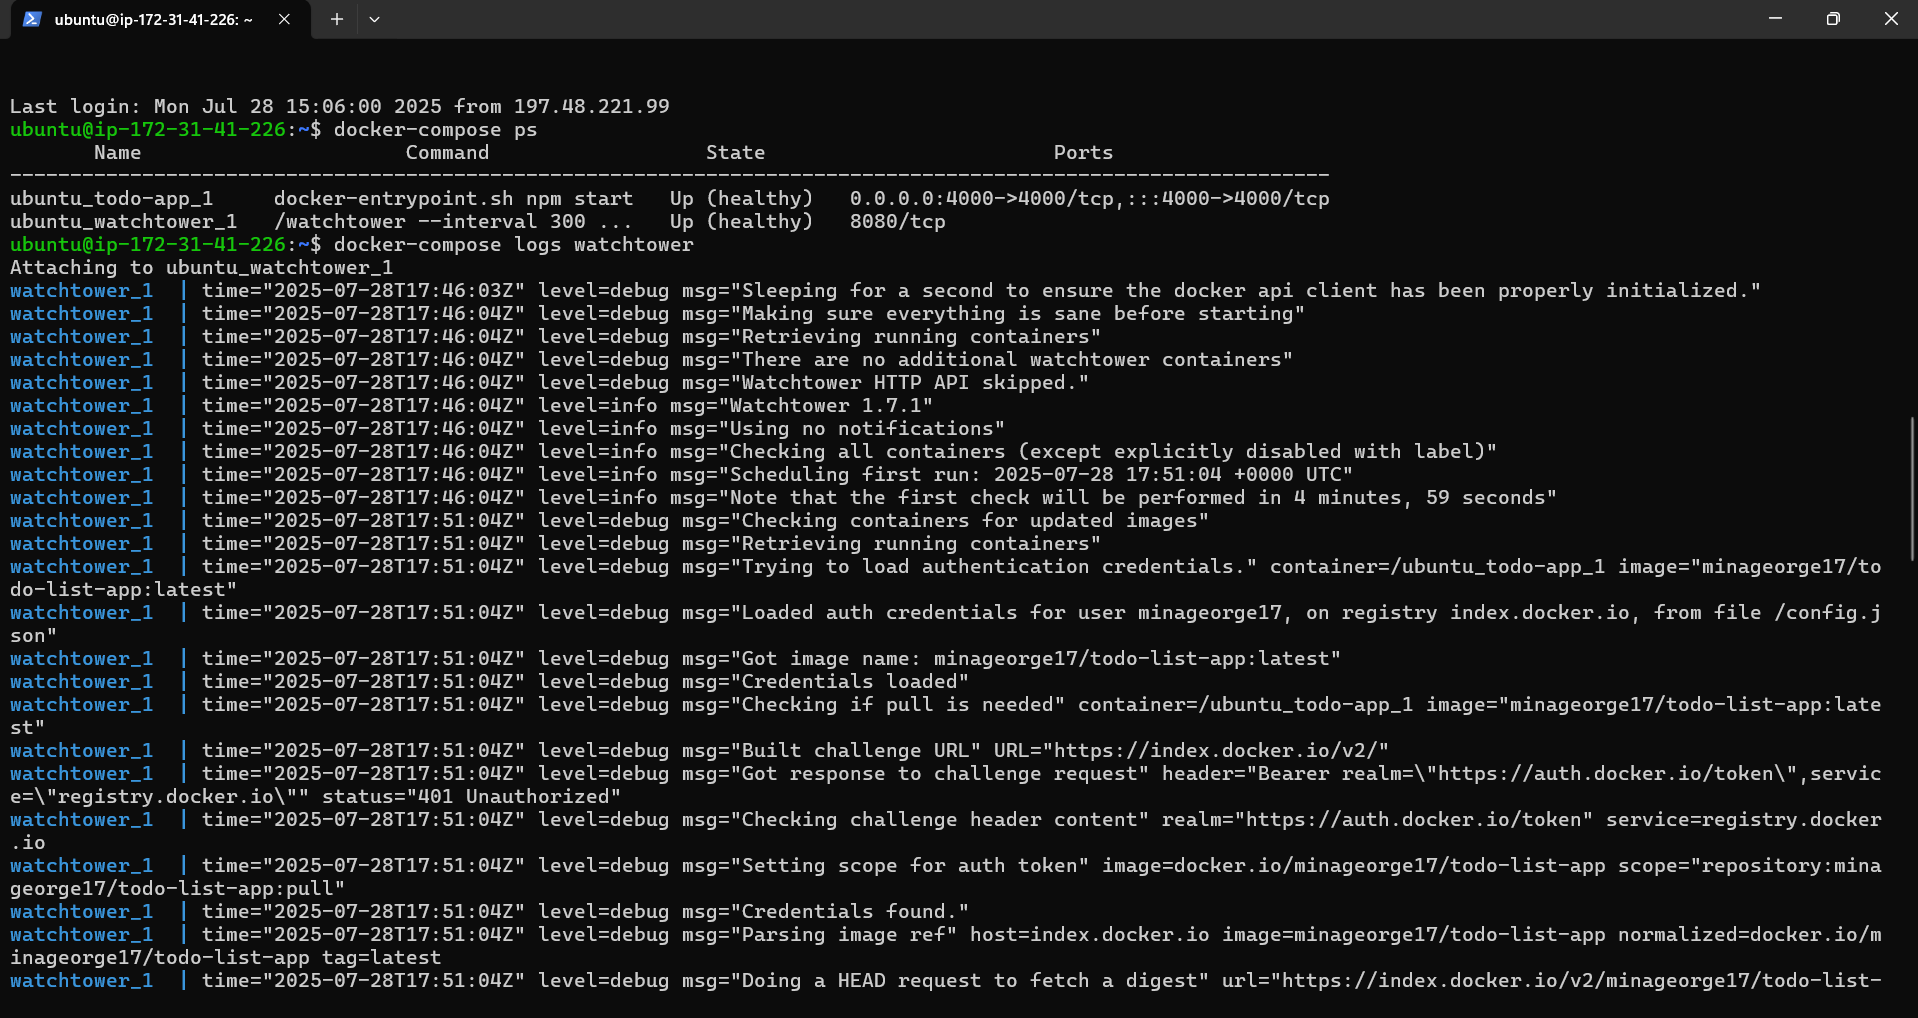 ubuntu@ip-172-31-41-226: ~
Last login: Mon Jul 28 15:06:00 2025 from 197.48.221.99
ubuntu@ip-172-31-41-226:~$ docker-compose ps
       Name                      Command                  State                        Ports
--------------------------------------------------------------------------------------------------------------
ubuntu_todo-app_1     docker-entrypoint.sh npm start   Up (healthy)   0.0.0.0:4000->4000/tcp,:::4000->4000/tcp
ubuntu_watchtower_1   /watchtower --interval 300 ...   Up (healthy)   8080/tcp
ubuntu@ip-172-31-41-226:~$ docker-compose logs watchtower
Attaching to ubuntu_watchtower_1
watchtower_1  | time="2025-07-28T17:46:03Z" level=debug msg="Sleeping for a second to ensure the docker api client has been properly initialized."
watchtower_1  | time="2025-07-28T17:46:04Z" level=debug msg="Making sure everything is sane before starting"
watchtower_1  | time="2025-07-28T17:46:04Z" level=debug msg="Retrieving running containers"
watchtower_1  | time="2025-07-28T17:46:04Z" level=debug msg="There are no additional watchtower containers"
watchtower_1  | time="2025-07-28T17:46:04Z" level=debug msg="Watchtower HTTP API skipped."
watchtower_1  | time="2025-07-28T17:46:04Z" level=info msg="Watchtower 1.7.1"
watchtower_1  | time="2025-07-28T17:46:04Z" level=info msg="Using no notifications"
watchtower_1  | time="2025-07-28T17:46:04Z" level=info msg="Checking all containers (except explicitly disabled with label)"
watchtower_1  | time="2025-07-28T17:46:04Z" level=info msg="Scheduling first run: 2025-07-28 17:51:04 +0000 UTC"
watchtower_1  | time="2025-07-28T17:46:04Z" level=info msg="Note that the first check will be performed in 4 minutes, 59 seconds"
watchtower_1  | time="2025-07-28T17:51:04Z" level=debug msg="Checking containers for updated images"
watchtower_1  | time="2025-07-28T17:51:04Z" level=debug msg="Retrieving running containers"
watchtower_1  | time="2025-07-28T17:51:04Z" level=debug msg="Trying to load authentication credentials." container=/ubuntu_todo-app_1 image="minageorge17/to
do-list-app:latest"
watchtower_1  | time="2025-07-28T17:51:04Z" level=debug msg="Loaded auth credentials for user minageorge17, on registry index.docker.io, from file /config.j
son"
watchtower_1  | time="2025-07-28T17:51:04Z" level=debug msg="Got image name: minageorge17/todo-list-app:latest"
watchtower_1  | time="2025-07-28T17:51:04Z" level=debug msg="Credentials loaded"
watchtower_1  | time="2025-07-28T17:51:04Z" level=debug msg="Checking if pull is needed" container=/ubuntu_todo-app_1 image="minageorge17/todo-list-app:late
st"
watchtower_1  | time="2025-07-28T17:51:04Z" level=debug msg="Built challenge URL" URL="https://index.docker.io/v2/"
watchtower_1  | time="2025-07-28T17:51:04Z" level=debug msg="Got response to challenge request" header="Bearer realm=\"https://auth.docker.io/token\",servic
e=\"registry.docker.io\"" status="401 Unauthorized"
watchtower_1  | time="2025-07-28T17:51:04Z" level=debug msg="Checking challenge header content" realm="https://auth.docker.io/token" service=registry.docker
.io
watchtower_1  | time="2025-07-28T17:51:04Z" level=debug msg="Setting scope for auth token" image=docker.io/minageorge17/todo-list-app scope="repository:mina
george17/todo-list-app:pull"
watchtower_1  | time="2025-07-28T17:51:04Z" level=debug msg="Credentials found."
watchtower_1  | time="2025-07-28T17:51:04Z" level=debug msg="Parsing image ref" host=index.docker.io image=minageorge17/todo-list-app normalized=docker.io/m
inageorge17/todo-list-app tag=latest
watchtower_1  | time="2025-07-28T17:51:04Z" level=debug msg="Doing a HEAD request to fetch a digest" url="https://index.docker.io/v2/minageorge17/todo-list-